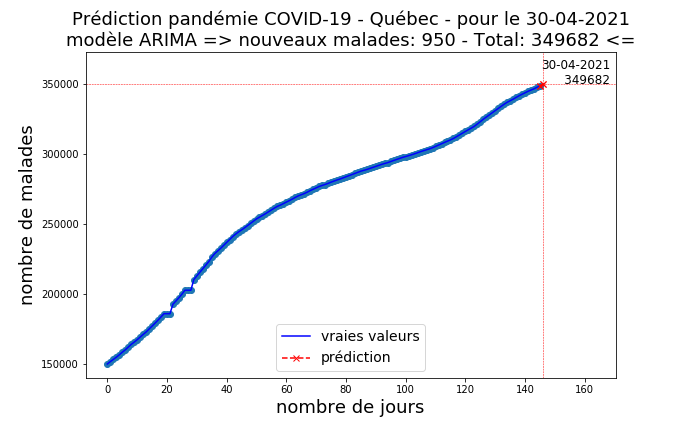 Prédiction pandémie COVID-19 - Québec - pour le 30-04-2021
modèle ARIMA => nouveaux malades: 950 - Total: 349682 <=
30-04-2021
349682
nombre de malades
350000
300000
250000
200000
150000
vraies valeurs
prédiction
0 20 40 60 80 100 120 140 160
nombre de jours